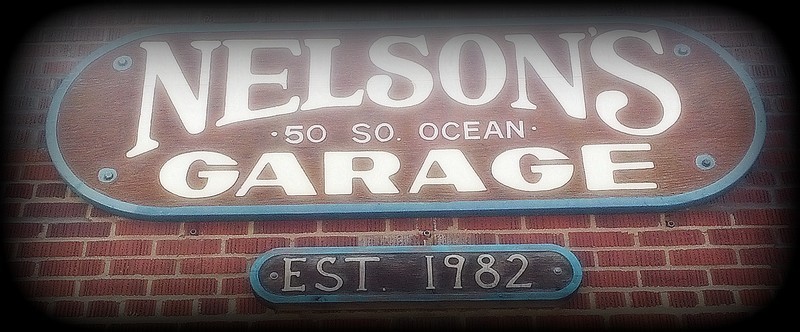 NELSON'S
·50 SO. OCEAN·
GARAGE
EST. 1982